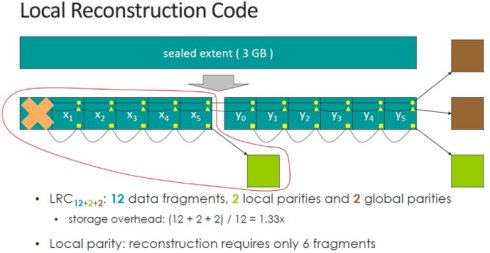 Local Reconstruction Code
sealed extent ( 3 GB )
x1 x2 x3 x4 x5 y0 y1 y2 y3 y4 y5
• LRC12+2+2: 12 data fragments, 2 local parities and 2 global parities
• storage overhead: (12 + 2 + 2) / 12 = 1.33x
• Local parity: reconstruction requires only 6 fragments